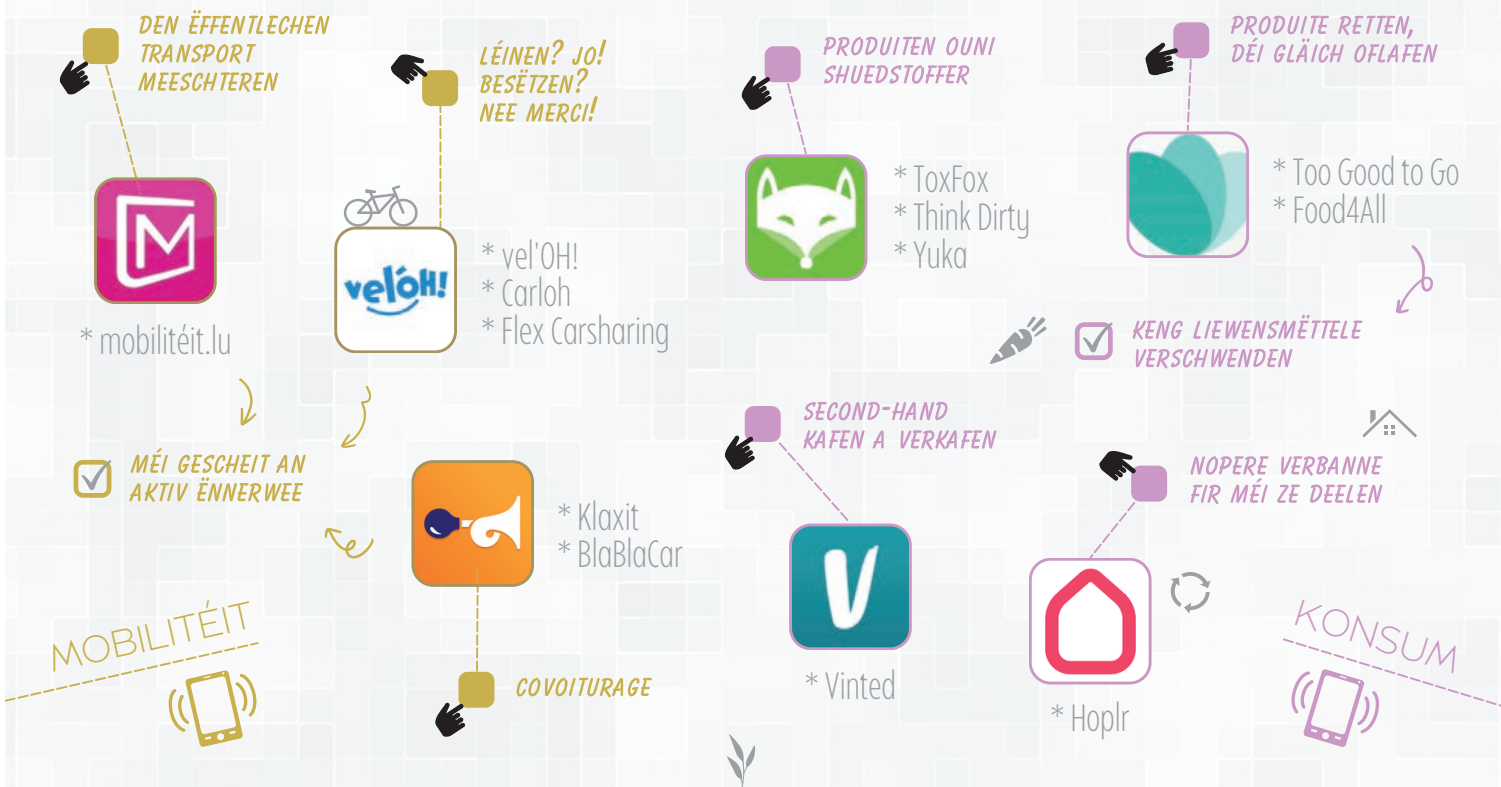 DEN ËFFENTLECHEN
TRANSPORT
MEESCHTEREN
M
* mobilitéit.lu
LÉINEN? JO!
BESËTZEN?
NEE MERCI!
vel'OH!
* vel'OH!
* Carloh
* Flex Carsharing
MÉI GESCHEIT AN
AKTIV ËNNERWEE
* Klaxit
* BlaBlaCar
COVOITURAGE
MOBILITÉIT
PRODUITEN OUNI
SHUEDSTOFFER
* ToxFox
* Think Dirty
* Yuka
PRODUITE RETTEN,
DÉI GLÄICH OFLAFEN
* Too Good to Go
* Food4All
KENG LIEWENSMËTTELE
VERSCHWENDEN
SECOND-HAND
KAFEN A VERKAFEN
V
* Vinted
NOPERE VERBANNE
FIR MÉI ZE DEELEN
* Hoplr
KONSUM